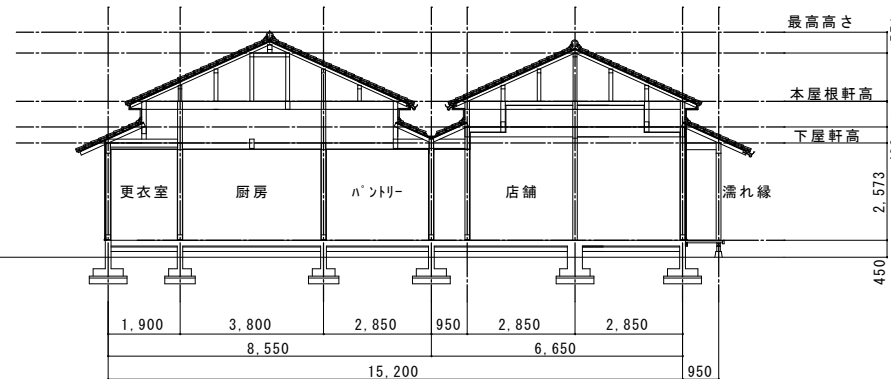 最高高さ
本屋根軒高
下屋軒高
更衣室
厨房
パントリー
店舗
濡れ縁
2,573
450
1,900
3,800
2,850
950
2,850
2,850
8,550
6,650
15,200
950